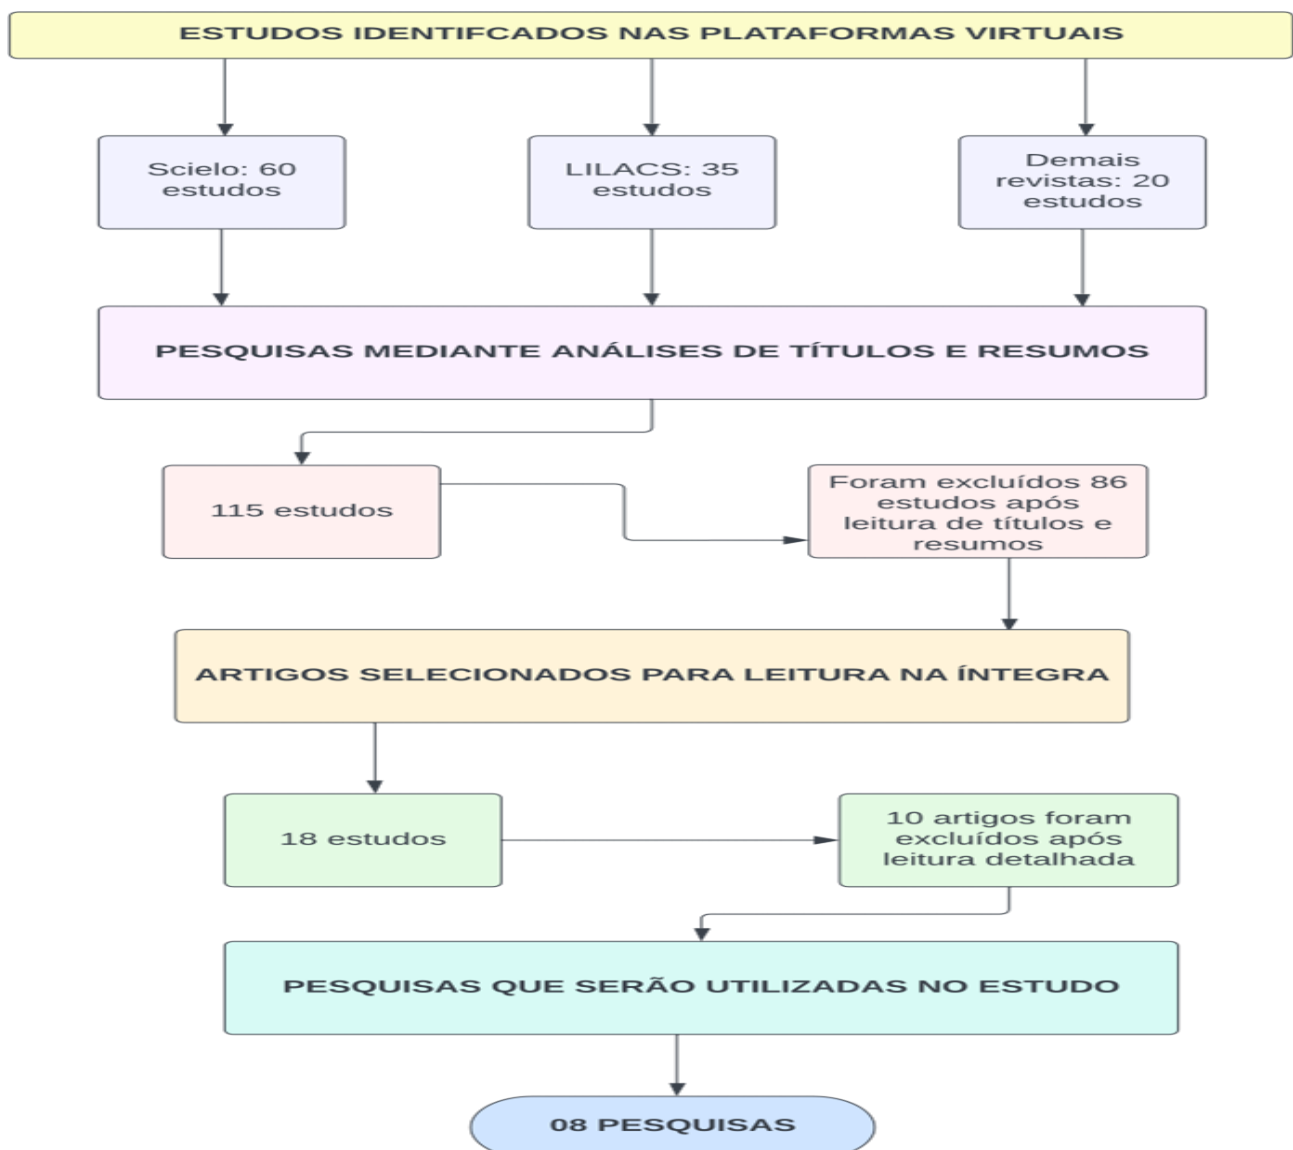 ESTUDOS IDENTIFCADOS NAS PLATAFORMAS VIRTUAIS
Scielo: 60
estudos
LILACS: 35
estudos
Demais
revistas: 20
estudos
PESQUISAS MEDIANTE ANÁLISES DE TÍTULOS E RESUMOS
115 estudos
Foram excluídos 86
estudos após
leitura de títulos e
resumos
ARTIGOS SELECIONADOS PARA LEITURA NA ÍNTEGRA
18 estudos
10 artigos foram
excluídos após
leitura detalhada
PESQUISAS QUE SERÃO UTILIZADAS NO ESTUDO
08 PESQUISAS